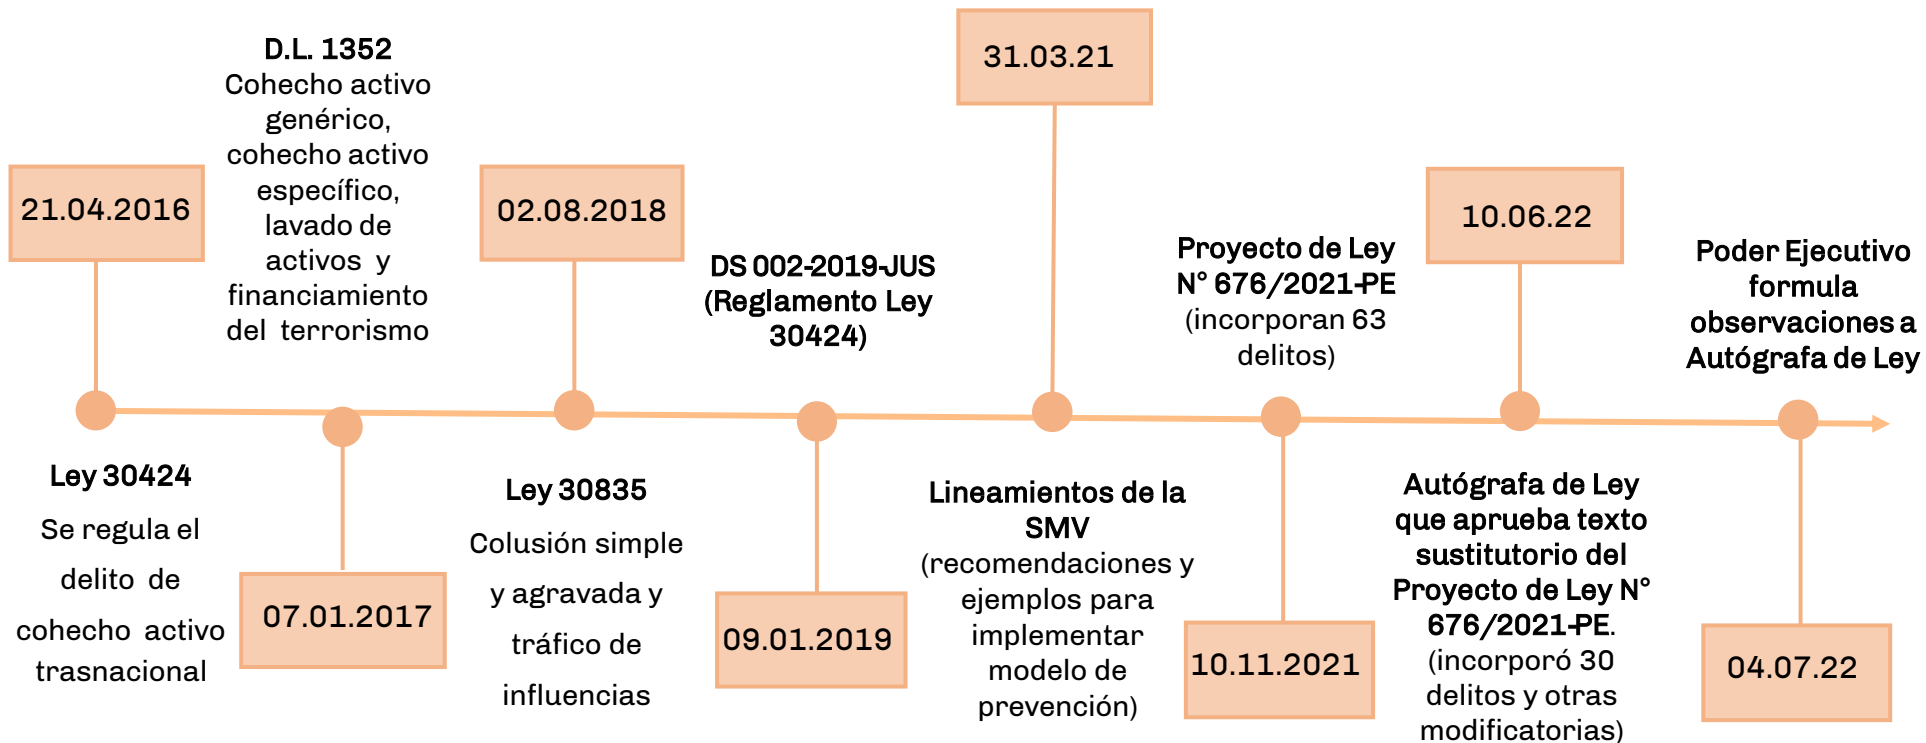 21.04.2016
Ley 30424
Se regula el
delito de
cohecho activo
trasnacional
D.L. 1352
Cohecho activo
genérico,
cohecho activo
específico,
lavado de
activos y
financiamiento
del terrorismo
07.01.2017
02.08.2018
Ley 30835
Colusión simple
y agravada y
tráfico de
influencias
DS 002-2019-JUS
(Reglamento Ley
30424)
09.01.2019
31.03.21
Lineamientos de la
SMV
(recomendaciones y
ejemplos para
implementar
modelo de
prevención)
Proyecto de Ley
N° 676/2021-PE
(incorporan 63
delitos)
10.11.2021
10.06.22
Autógrafa de Ley
que aprueba texto
sustitutorio del
Proyecto de Ley N°
676/2021-PE.
(incorporó 30
delitos y otras
modificatorias)
Poder Ejecutivo
formula
observaciones a
Autógrafa de Ley
04.07.22